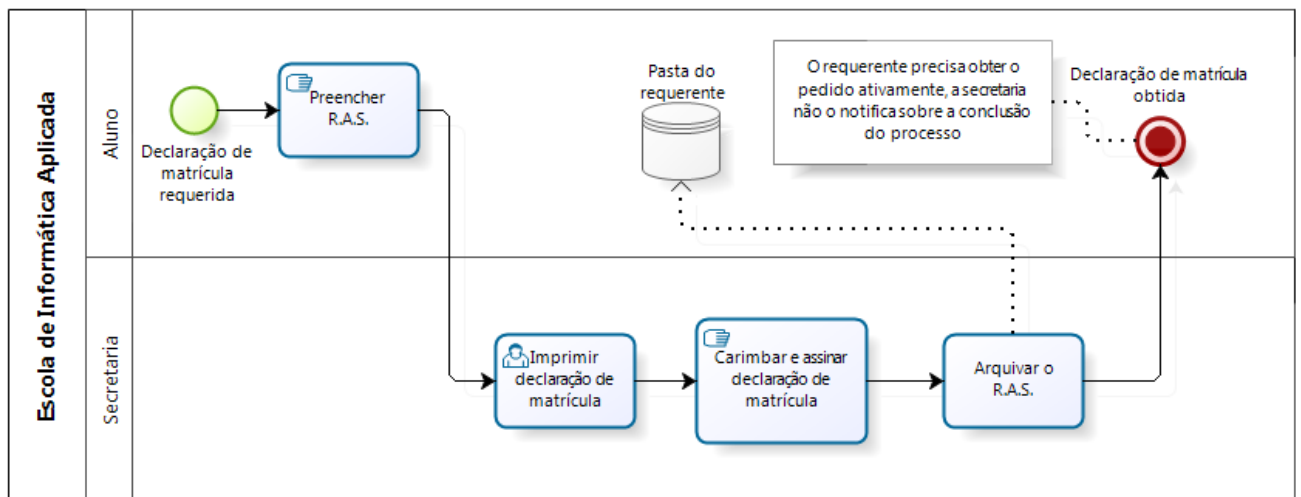 Escola de Informática Aplicada
Aluno
Declaração de
matrícula
requerida
Preencher
R.A.S.
Pasta do
requerente
O requerente precisa obter o
pedido ativamente, a secretaria
não o notifica sobre a conclusão
do processo
Declaração de matrícula
obtida
Secretaria
Imprimir
declaração de
matrícula
Carimbar e assinar
declaração de
matrícula
Arquivar o
R.A.S.